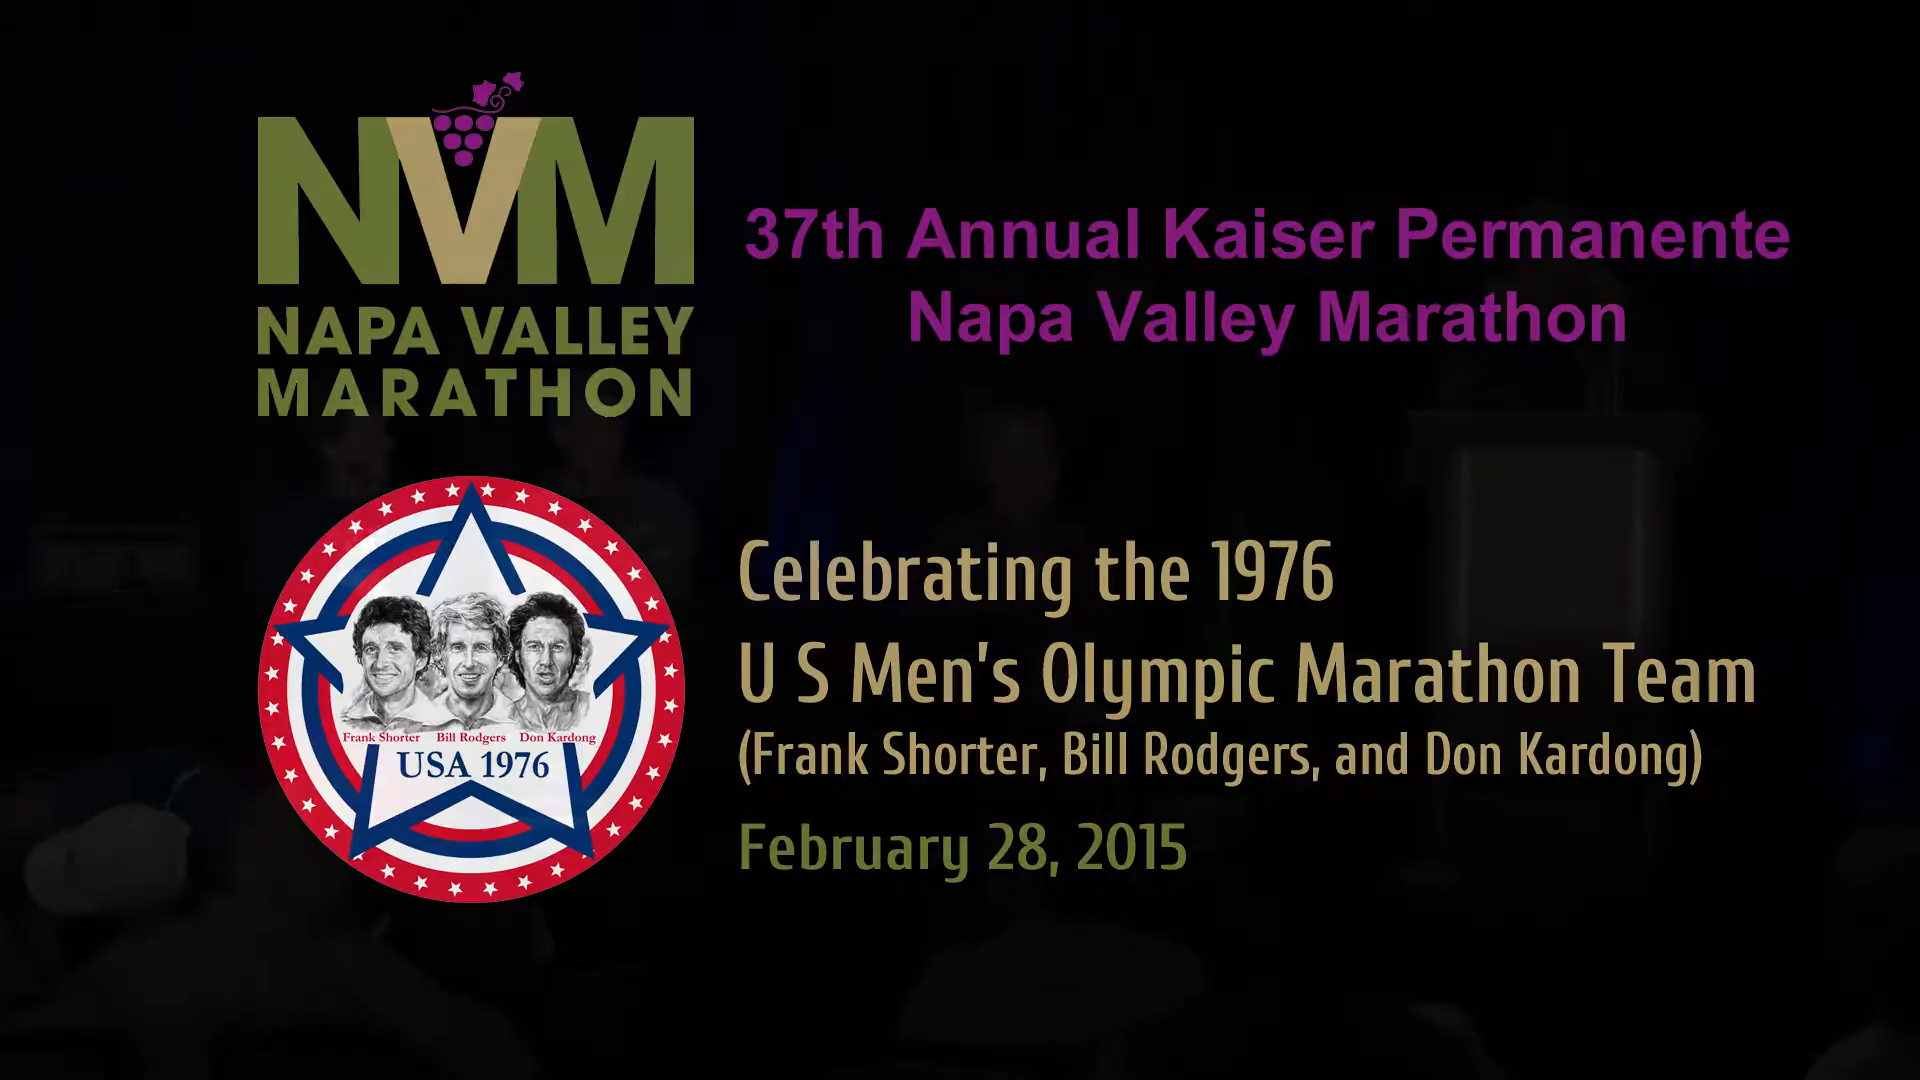 NVM
NAPA VALLEY
MARATHON
37th Annual Kaiser Permanente
Napa Valley Marathon
Frank Shorter Bill Rodgers Don Kardong
USA 1976
Celebrating the 1976
U S Men's Olympic Marathon Team
(Frank Shorter, Bill Rodgers, and Don Kardong)
February 28, 2015